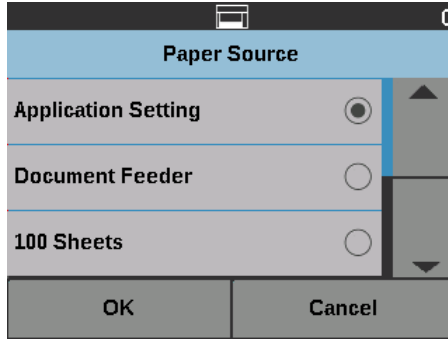 Paper Source
Application Setting
Document Feeder
100 Sheets
OK
Cancel